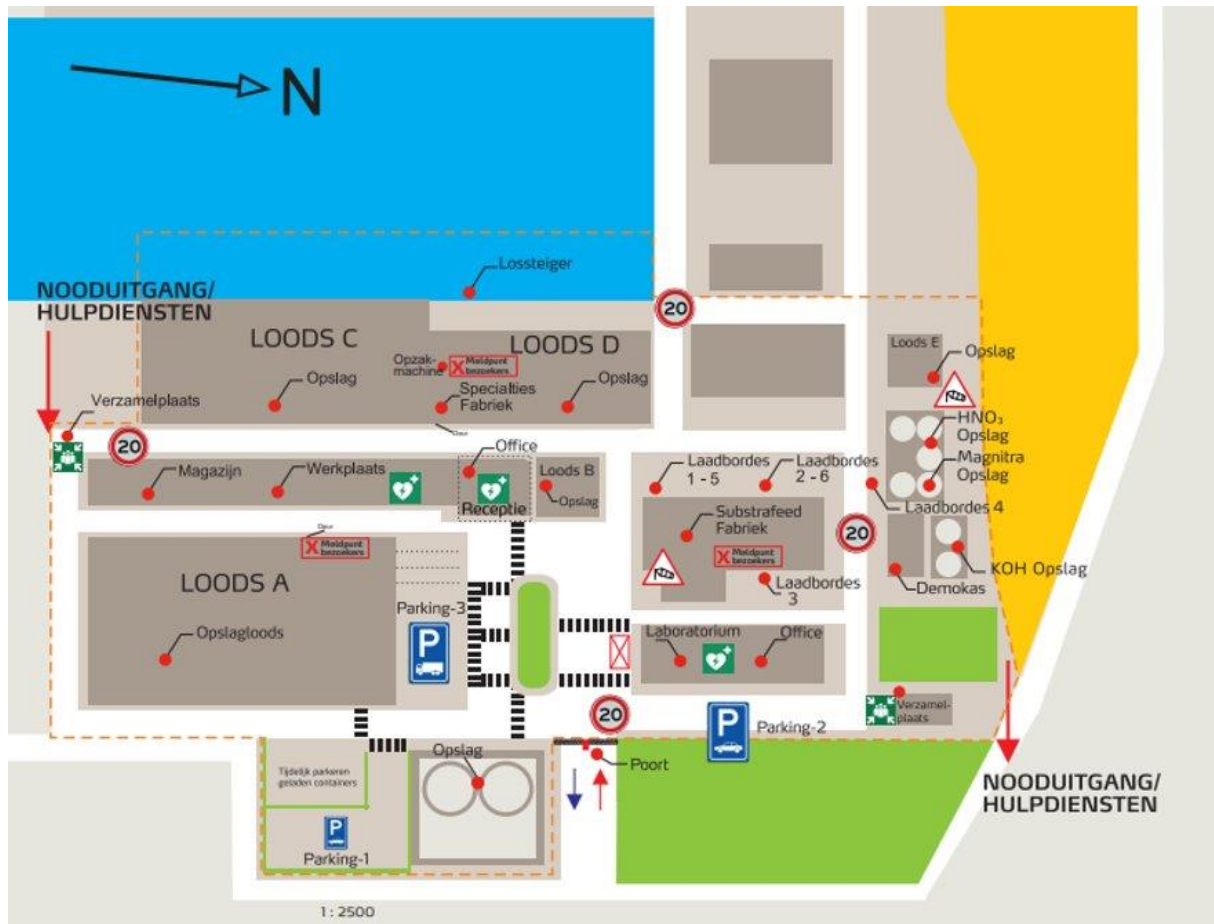 N
NOODUITGANG/
HULPDIENSTEN
Lossteiger
20
LOODS C
LOODS D
Loods E
Opslag
Opzak-
machine
X Meldpunt
bezoekers
Opslag
Specialties
Fabriek
Opslag
Verzamelplaats
HNO₃
Opslag
Magnitra
Opslag
20
Deur
Office
Magazijn
Werkplaats
Loods B
Opslag
Receptie
Laadbordes
1 - 5
Laadbordes
2 - 6
Laadbordes 4
Substrafeed
Fabriek
20
Deur
X Meldpunt
bezoekers
X Meldpunt
bezoekers
LOODS A
KOH Opslag
Laadbordes
3
Demokas
Parking-3
P
Opslagloods
Laboratorium
Office
20
P
Parking-2
Verzamel-
plaats
Opslag
Poort
Tijdelijk parkeren
geladen containers
P
Parking-1
NOODUITGANG/
HULPDIENSTEN
1 : 2500